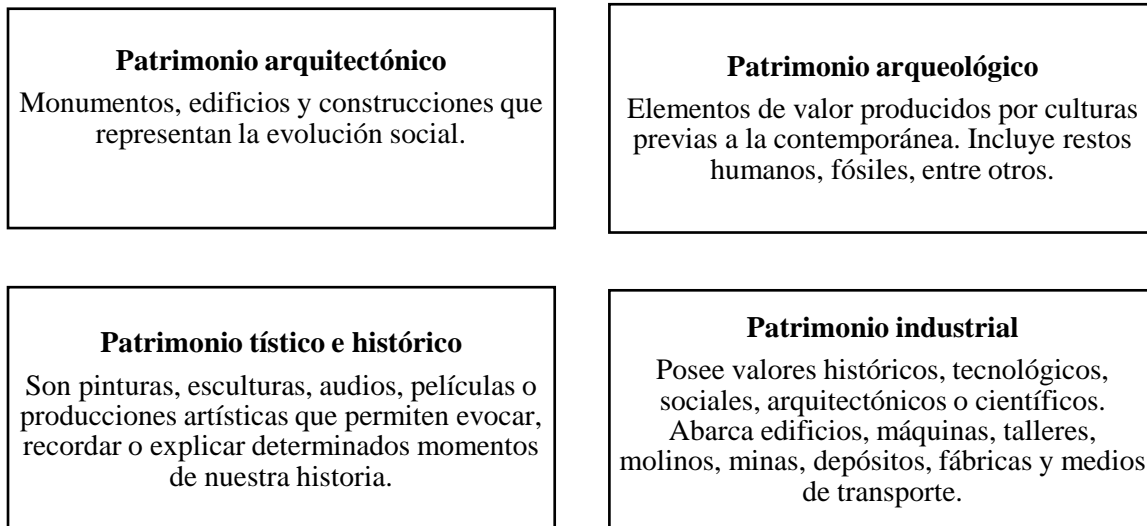 Patrimonio arquitectónico
Monumentos, edificios y construcciones que
representan la evolución social.
Patrimonio arqueológico
Elementos de valor producidos por culturas
previas a la contemporánea. Incluye restos
humanos, fósiles, entre otros.
Patrimonio tístico e histórico
Son pinturas, esculturas, audios, películas o
producciones artísticas que permiten evocar,
recordar o explicar determinados momentos
de nuestra historia.
Patrimonio industrial
Posee valores históricos, tecnológicos,
sociales, arquitectónicos o científicos.
Abarca edificios, máquinas, talleres,
molinos, minas, depósitos, fábricas y medios
de transporte.